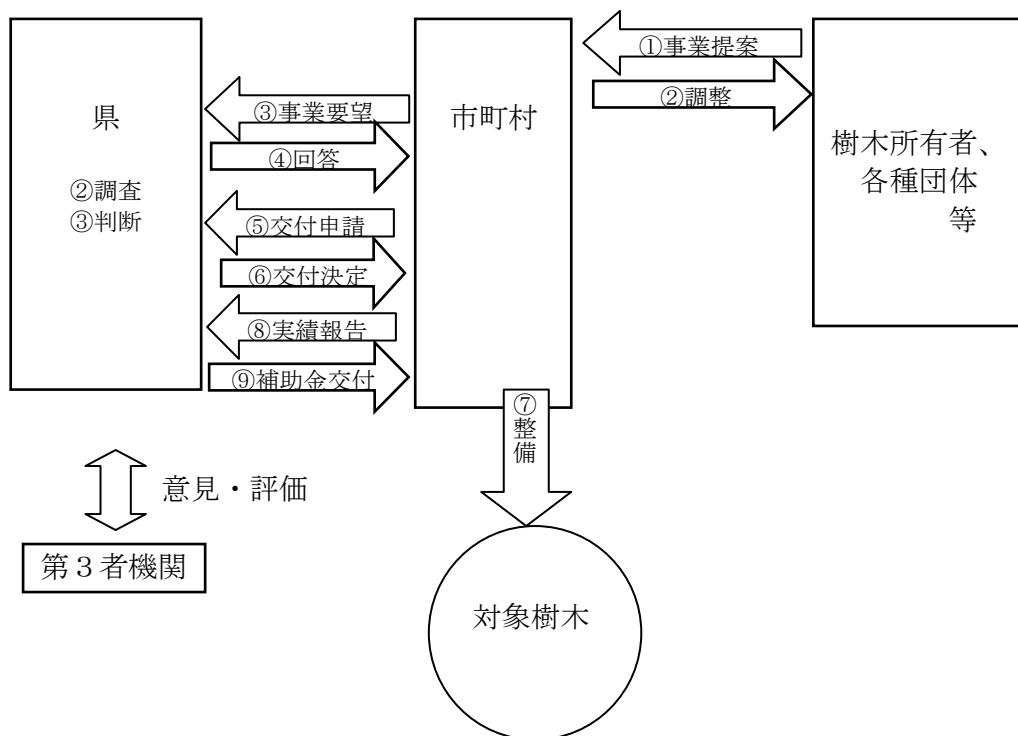 県
②調査
③判断
③事業要望
④回答
⑤交付申請
⑥交付決定
⑧実績報告
⑨補助金交付
市町村
①事業提案
②調整
樹木所有者、
各種団体
等
⑦整備
意見・評価
第３者機関
対象樹木